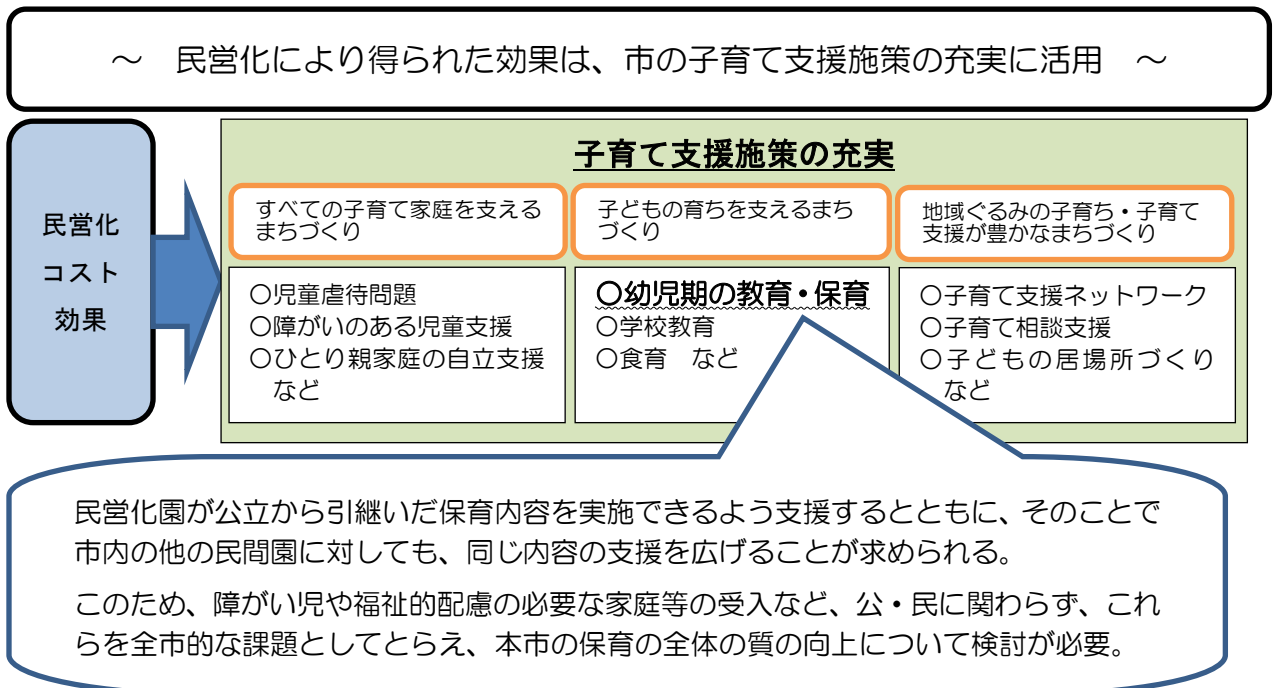 ～　民営化により得られた効果は、市の子育て支援施策の充実に活用　～
民営化
コスト
効果
子育て支援施策の充実
すべての子育て家庭を支える
まちづくり
○児童虐待問題
○障がいのある児童支援
○ひとり親家庭の自立支援
など
子どもの育ちを支えるまち
づくり
○幼児期の教育・保育
○学校教育
○食育　など
地域ぐるみの子育ち・子育て
支援が豊かなまちづくり
○子育て支援ネットワーク
○子育て相談支援
○子どもの居場所づくり
など
民営化園が公立から引継いだ保育内容を実施できるよう支援するとともに、そのことで
市内の他の民間園に対しても、同じ内容の支援を広げることが求められる。
このため、障がい児や福祉的配慮の必要な家庭等の受入など、公・民に関わらず、これ
らを全市的な課題としてとらえ、本市の保育の全体の質の向上について検討が必要。